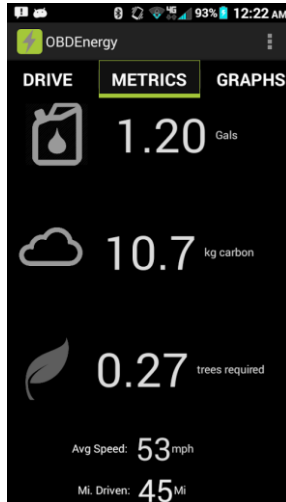 4G 93% 12:22 AM
OBDEnergy
DRIVE METRICS GRAPHS
1.20 Gals
10.7 kg carbon
0.27 trees required
Avg Speed: 53 mph
Mi. Driven: 45 Mi